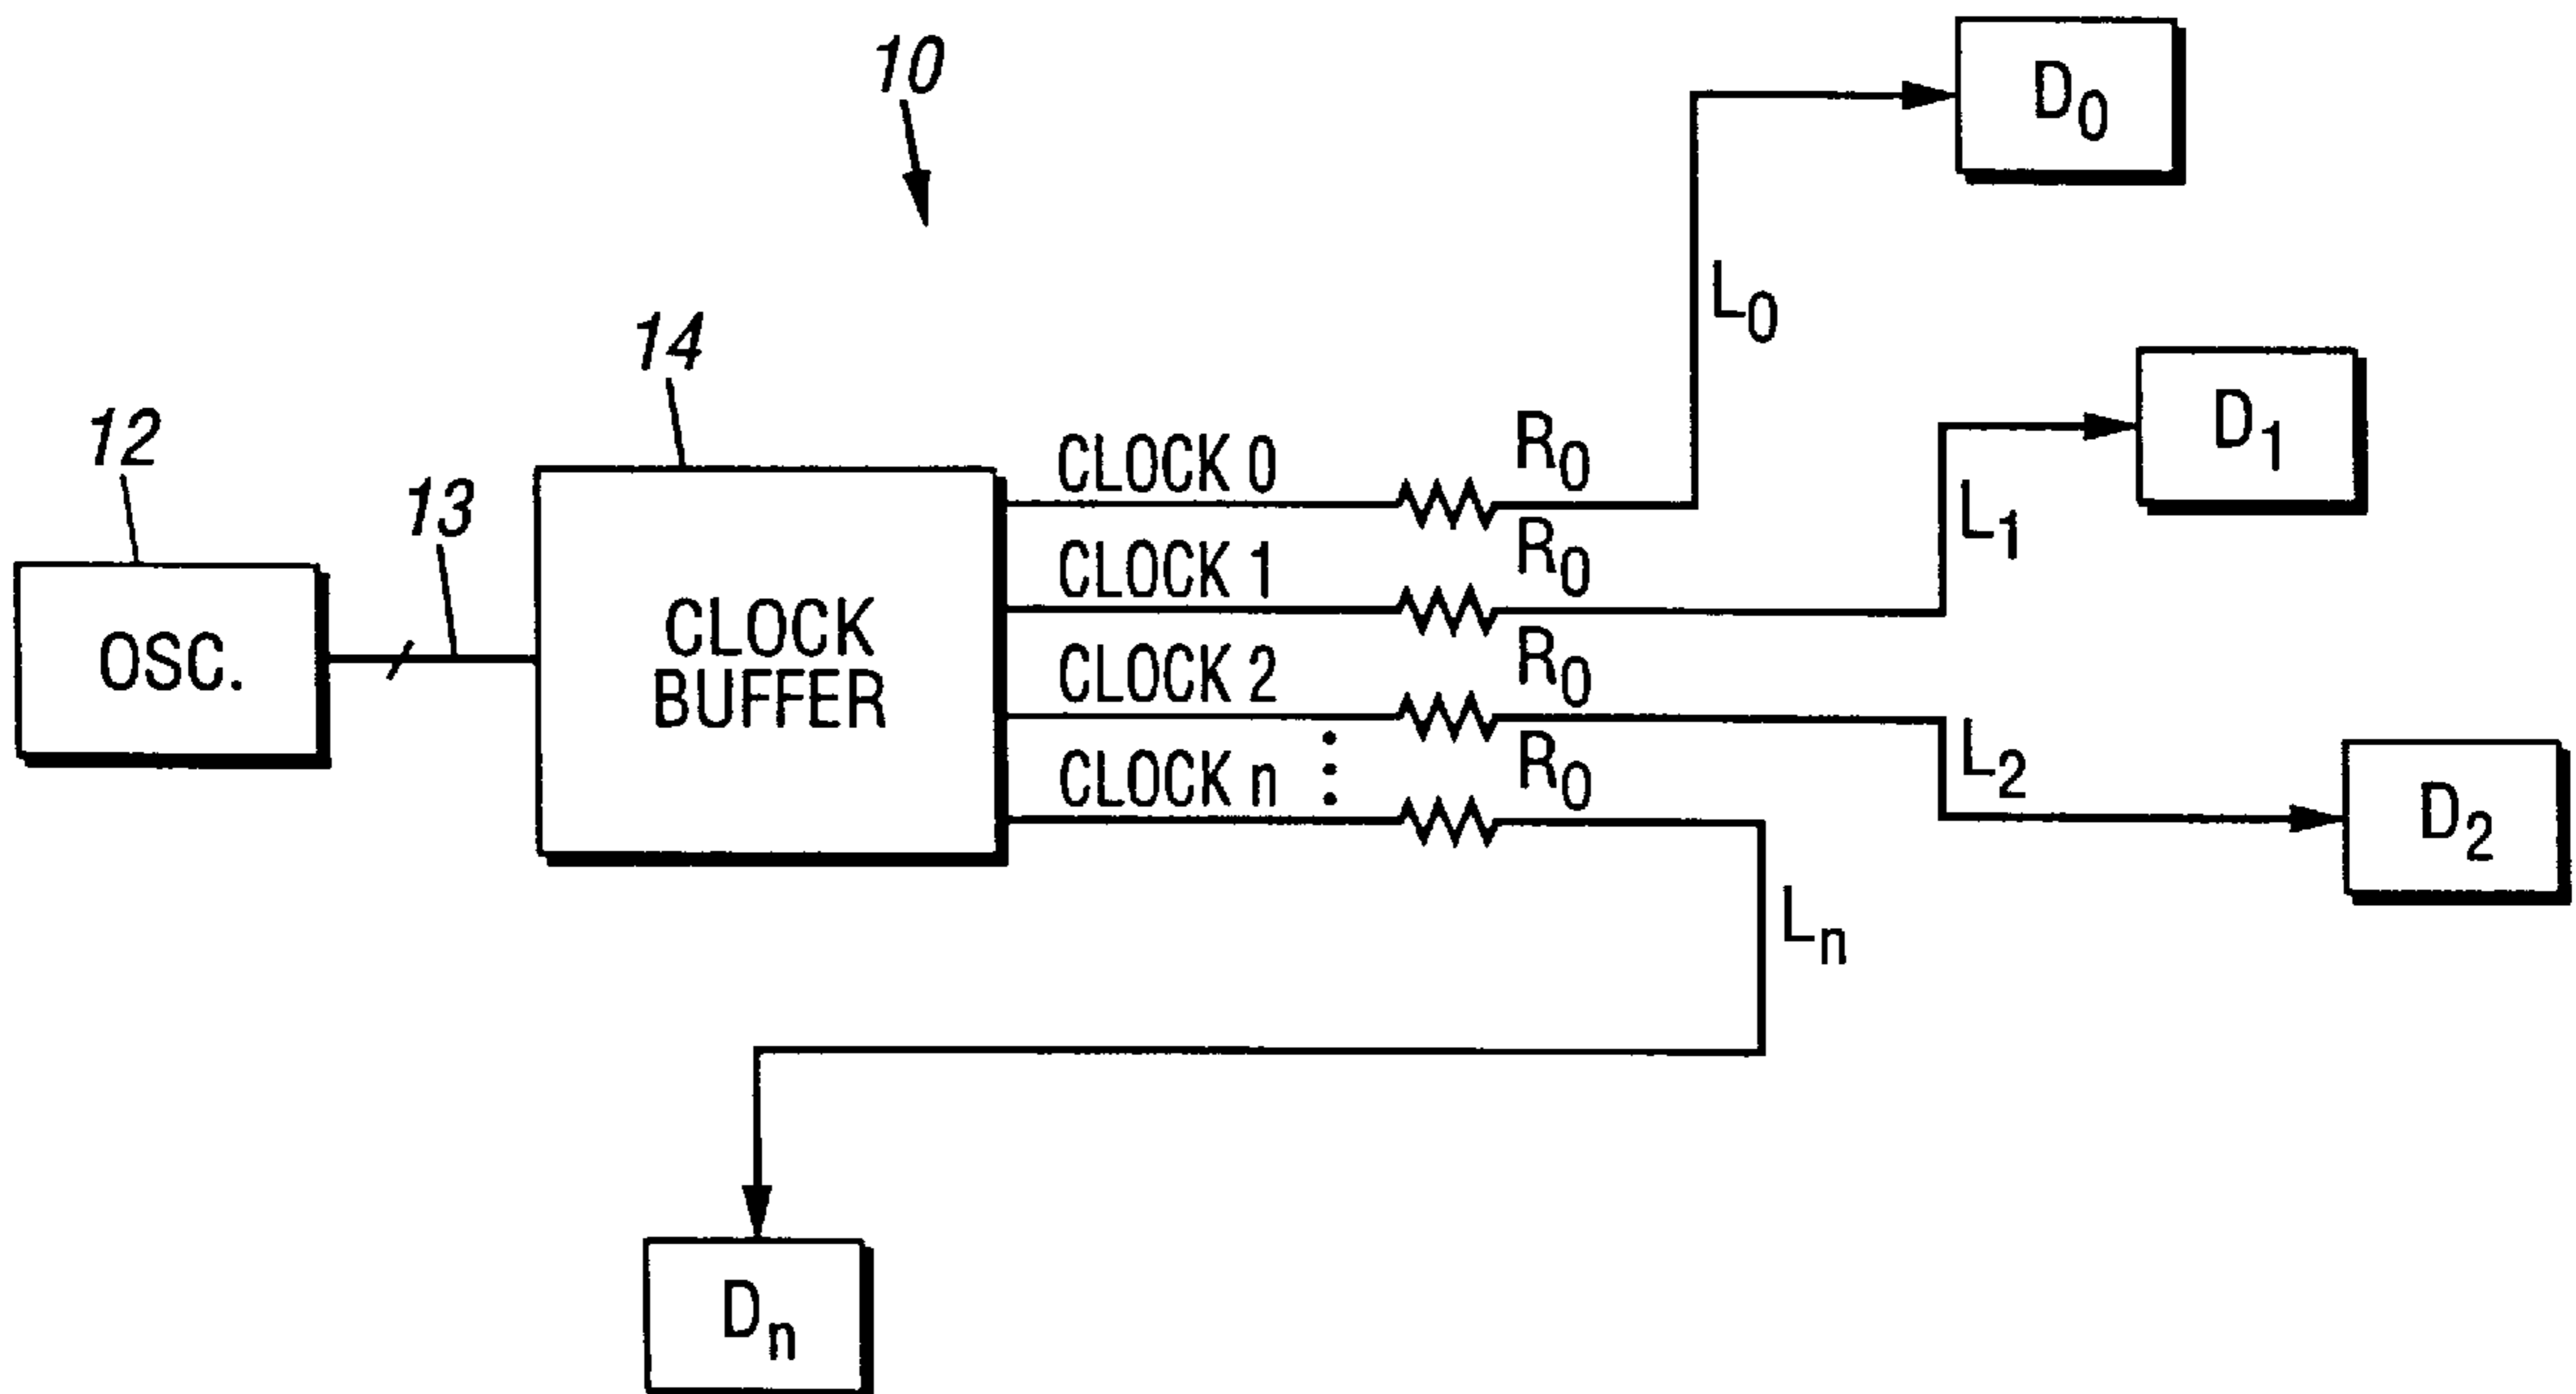 10
D0
L0
14
D1
12
CLOCK 0
R0
13
L1
CLOCK 1
R0
OSC.
CLOCK
BUFFER
CLOCK 2
R0
L2
CLOCK n
R0
D2
Ln
Dn